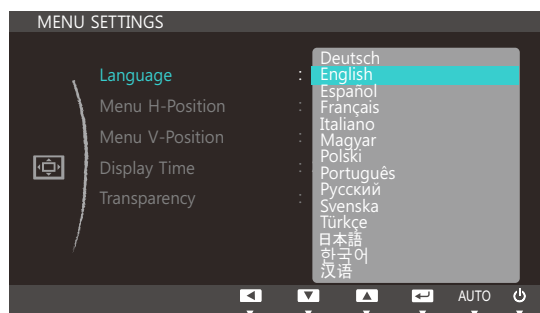 MENU SETTINGS
Language :
Menu H-Position :
Menu V-Position :
Display Time :
Transparency :
Deutsch
English
Español
Français
Italiano
Magyar
Polski
Português
Русский
Svenska
Türkçe
日本語
한국어
汉语
AUTO